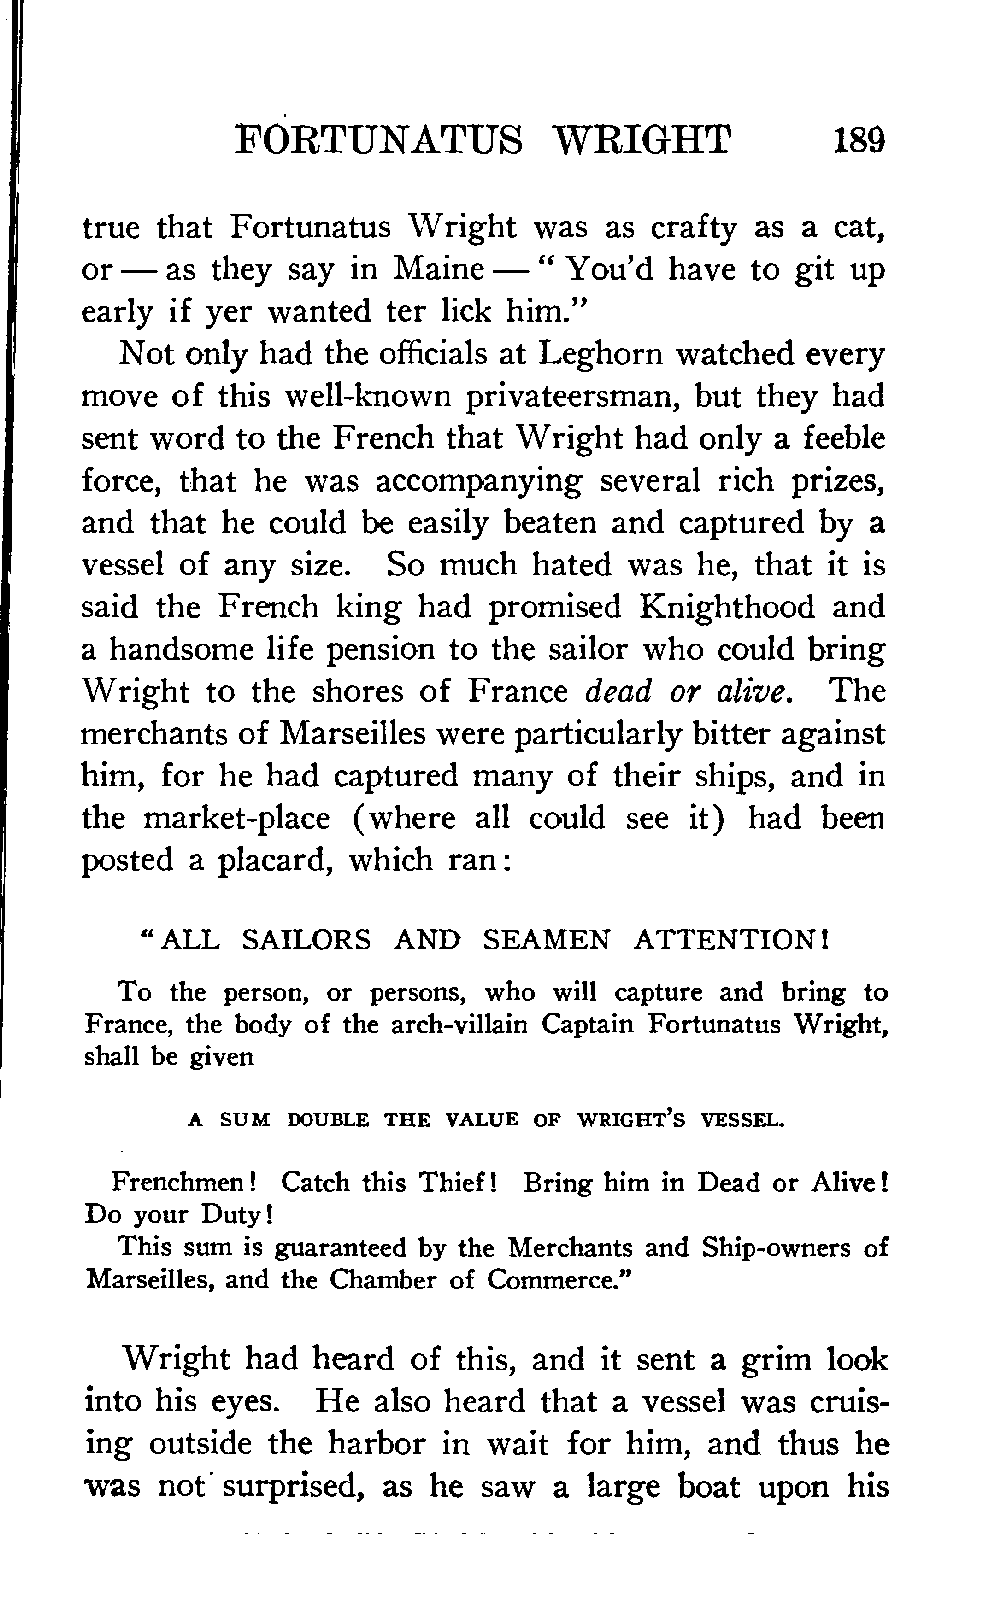 FORTUNATUS WRIGHT 189
true that Fortunatus Wright was as crafty as a cat,
or — as they say in Maine — “ You’d have to git up
early if yer wanted ter lick him.”
Not only had the officials at Leghorn watched every
move of this well-known privateersman, but they had
sent word to the French that Wright had only a feeble
force, that he was accompanying several rich prizes,
and that he could be easily beaten and captured by a
vessel of any size. So much hated was he, that it is
said the French king had promised Knighthood and
a handsome life pension to the sailor who could bring
Wright to the shores of France dead or alive. The
merchants of Marseilles were particularly bitter against
him, for he had captured many of their ships, and in
the market-place (where all could see it) had been
posted a placard, which ran:
“ALL SAILORS AND SEAMEN ATTENTION!
To the person, or persons, who will capture and bring to
France, the body of the arch-villain Captain Fortunatus Wright,
shall be given
A SUM DOUBLE THE VALUE OF WRIGHT’S VESSEL.
Frenchmen! Catch this Thief! Bring him in Dead or Alive!
Do your Duty!
This sum is guaranteed by the Merchants and Ship-owners of
Marseilles, and the Chamber of Commerce.”
Wright had heard of this, and it sent a grim look
into his eyes. He also heard that a vessel was cruis-
ing outside the harbor in wait for him, and thus he
was not surprised, as he saw a large boat upon his